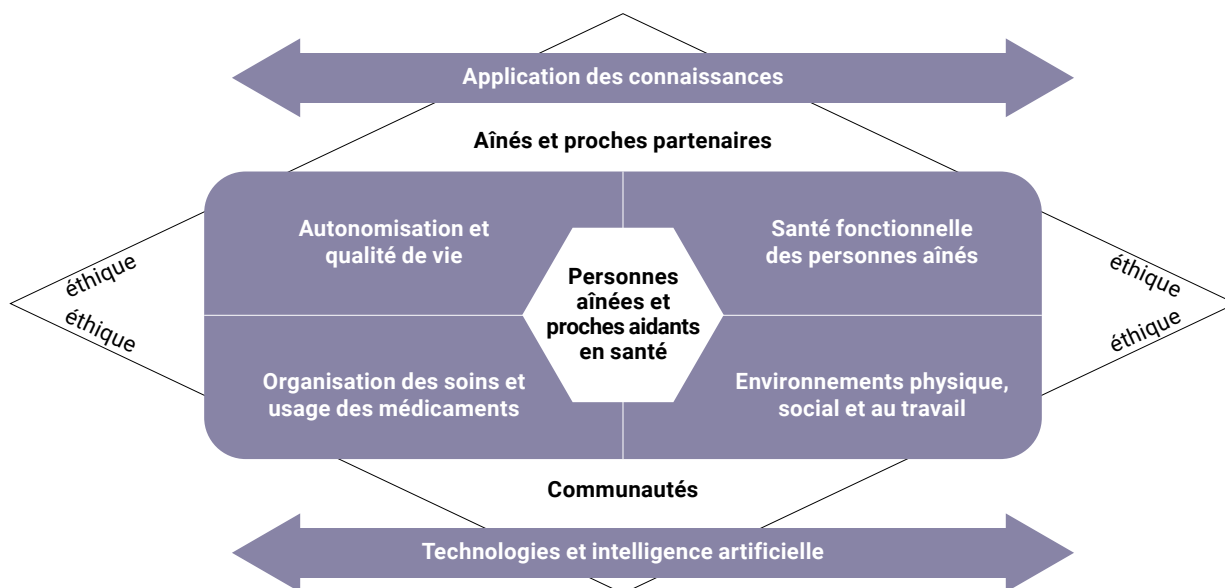 Application des connaissances
Aînés et proches partenaires
Autonomisation et
qualité de vie
Santé fonctionnelle
des personnes aînés
éthique
éthique
Personnes
aînées et
proches aidants
en santé
éthique
éthique
Organisation des soins et
usage des médicaments
Environnements physique,
social et au travail
Communautés
Technologies et intelligence artificielle